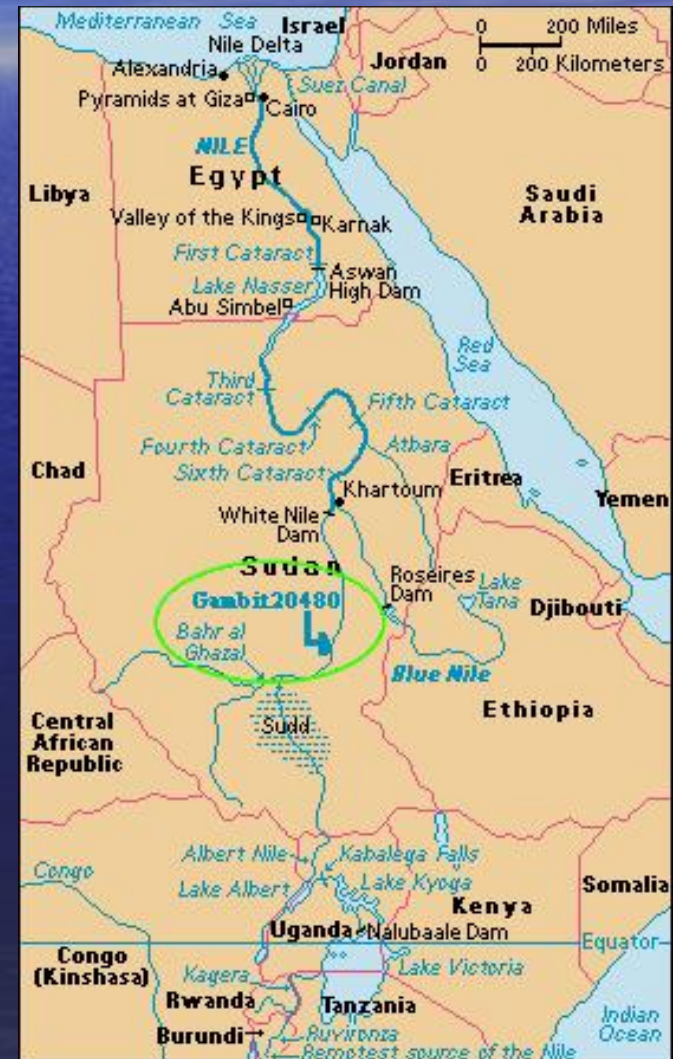 Mediterranean Sea
Israel
0 200 Miles
0 200 Kilometers
Nile Delta
Jordan
Alexandria
Suez Canal
Pyramids at Giza
Cairo
NILE
Egypt
Libya
Saudi
Arabia
Valley of the Kings
Karnak
First Cataract
Aswan
High Dam
Lake Nasser
Abu Simbel
Red
Sea
Third
Cataract
Fifth Cataract
Fourth Cataract
Atbara
Chad
Sixth Cataract
Eritrea
Khartoum
Yemen
White Nile
Dam
Sudan
Roseires
Dam
Lake
Tana
Gambit20480
Djibouti
Bahr al
Ghazal
Blue Nile
Ethiopia
Central
African
Republic
Sudd
Albert Nile
Kabalega Falls
Congo
Lake Albert
Lake Kyoga
Somalia
Kenya
Uganda
Nalubaale Dam
Equator
Congo
(Kinshasa)
Kagera
Lake Victoria
Rwanda
Tanzania
Indian
Ocean
Burundi
Ruvironza
Remotest source of the Nile